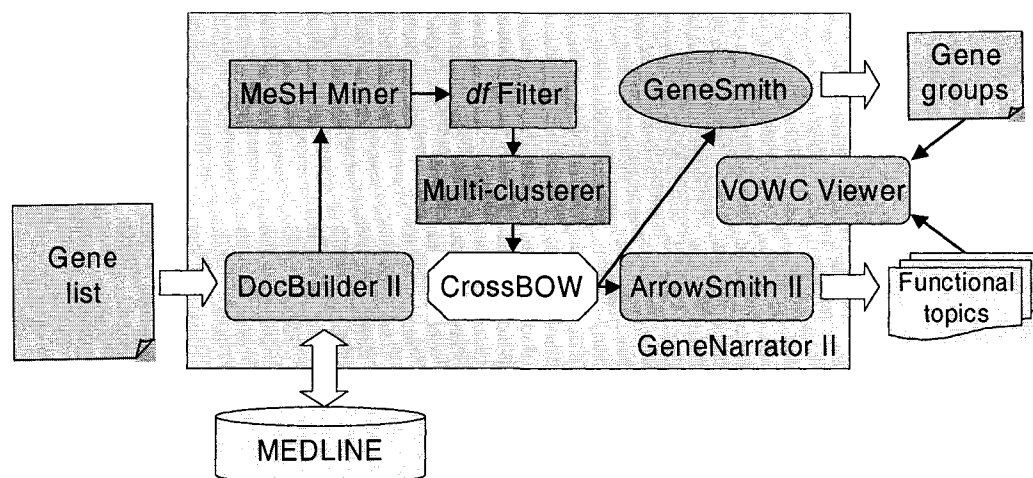 MeSH Miner
df Filter
GeneSmith
Gene
groups
Multi-clusterer
VOWC Viewer
Gene
list
DocBuilder II
CrossBOW
ArrowSmith II
Functional
topics
GeneNarrator II
MEDLINE